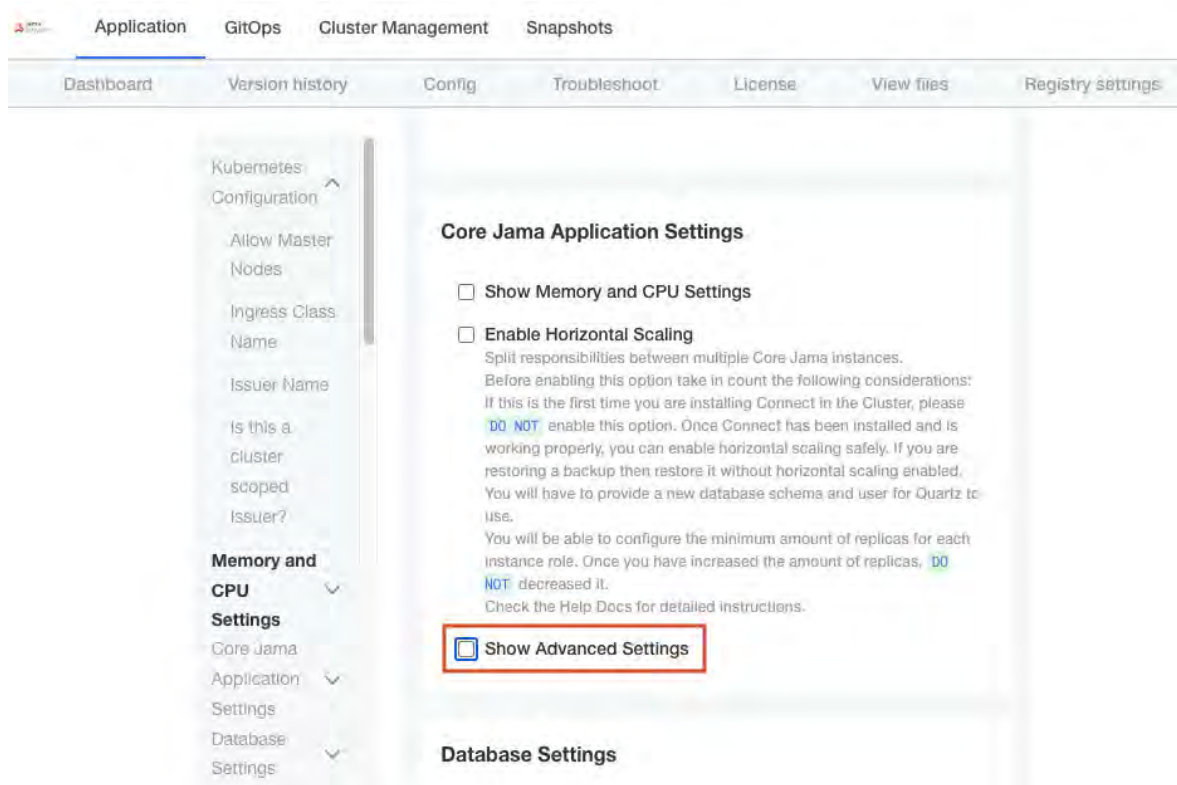 Application GitOps Cluster Management Snapshots
Dashboard Version history Config Troubleshoot License View files Registry settings
Kubernetes
Configuration
Allow Master
Nodes
Ingress Class
Name
Issuer Name
Is this a
cluster
scoped
Issuer?
Memory and
CPU
Settings
Core Jama
Application
Settings
Database
Settings
Core Jama Application Settings
Show Memory and CPU Settings
Enable Horizontal Scaling
Split responsibilities between multiple Core Jama instances.
Before enabling this option take in count the following considerations:
If this is the first time you are installing Connect in the Cluster, please
DO NOT enable this option. Once Connect has been installed and is
working properly, you can enable horizontal scaling safely. If you are
restoring a backup then restore it without horizontal scaling enabled.
You will have to provide a new database schema and user for Quartz to
use.
You will be able to configure the minimum amount of replicas for each
instance role. Once you have increased the amount of replicas, DO
NOT decreased it.
Check the Help Docs for detailed instructions.
Show Advanced Settings
Database Settings